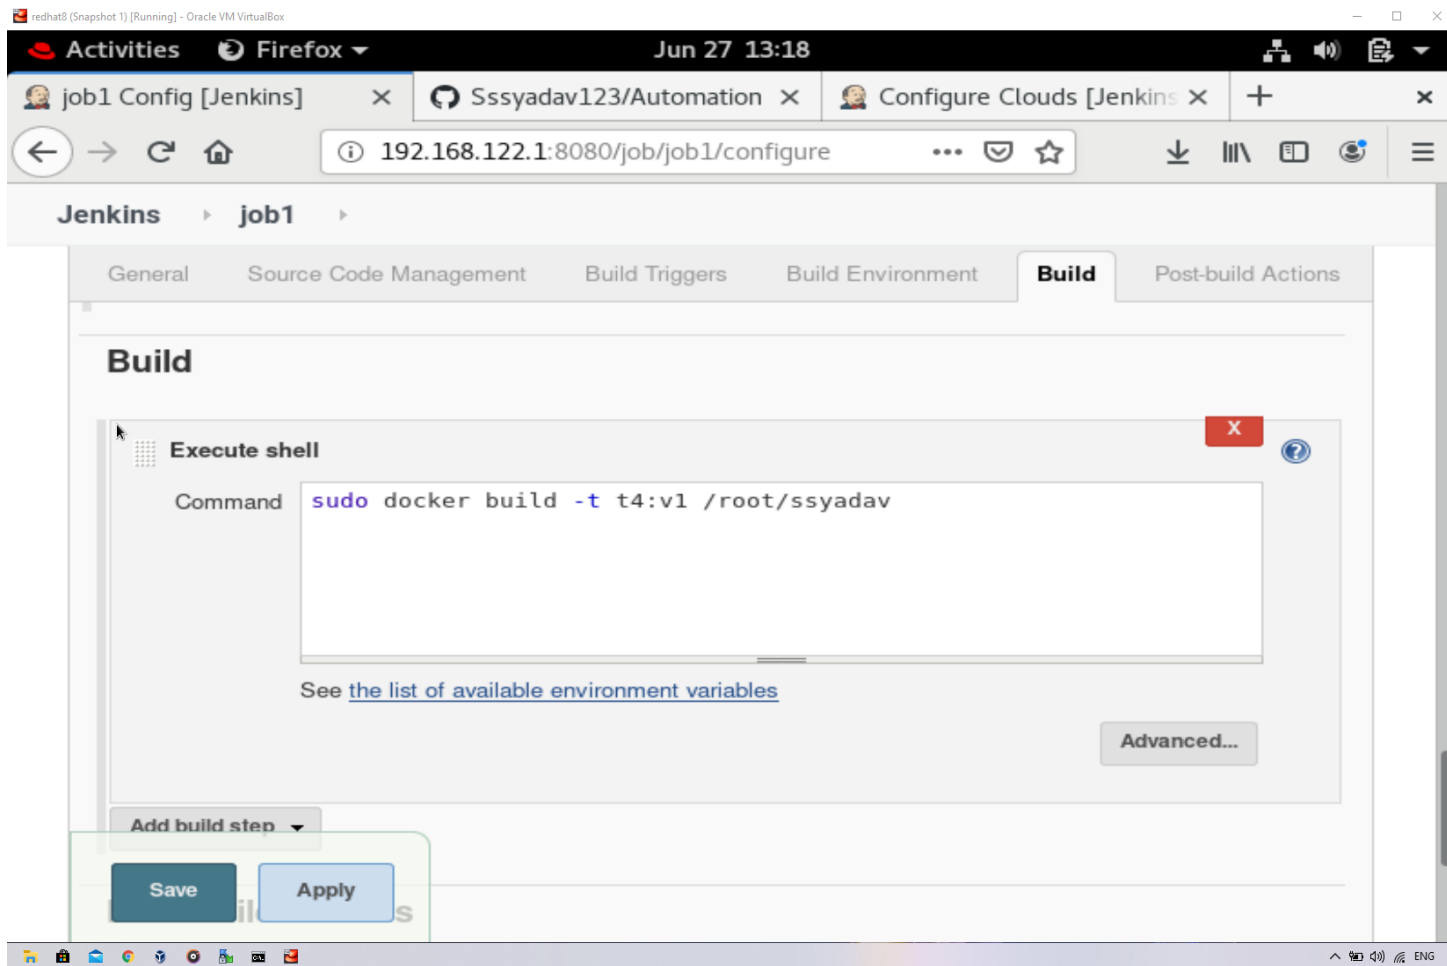 redhat8 (Snapshot 1) [Running] - Oracle VM VirtualBox
Activities Firefox Jun 27 13:18
job1 Config [Jenkins] Sssyadav123/Automation Configure Clouds [Jenkins
192.168.122.1:8080/job/job1/configure
Jenkins job1
General Source Code Management Build Triggers Build Environment Build Post-build Actions
Build
X
Execute shell
Command sudo docker build -t t4:v1 /root/ssyadav
See the list of available environment variables
Advanced...
Add build step
Save Apply
ENG